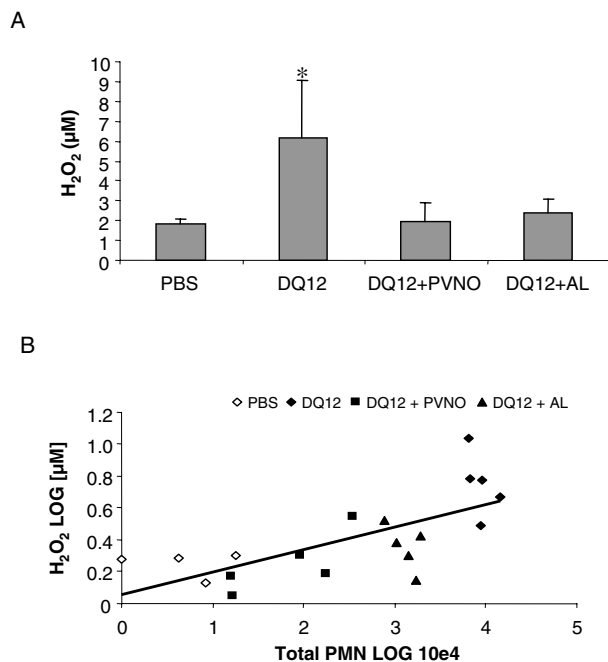 A
10
9
8
7
6
5
4
3
2
1
0
H₂O₂ (µM)
*
PBS DQ12 DQ12+PVNO DQ12+AL
B
PBS DQ12 DQ12 + PVNO DQ12 + AL
1.2
1.0
0.8
0.6
0.4
0.2
0
H₂O₂ LOG [µM]
0 1 2 3 4 5
Total PMN LOG 10e4